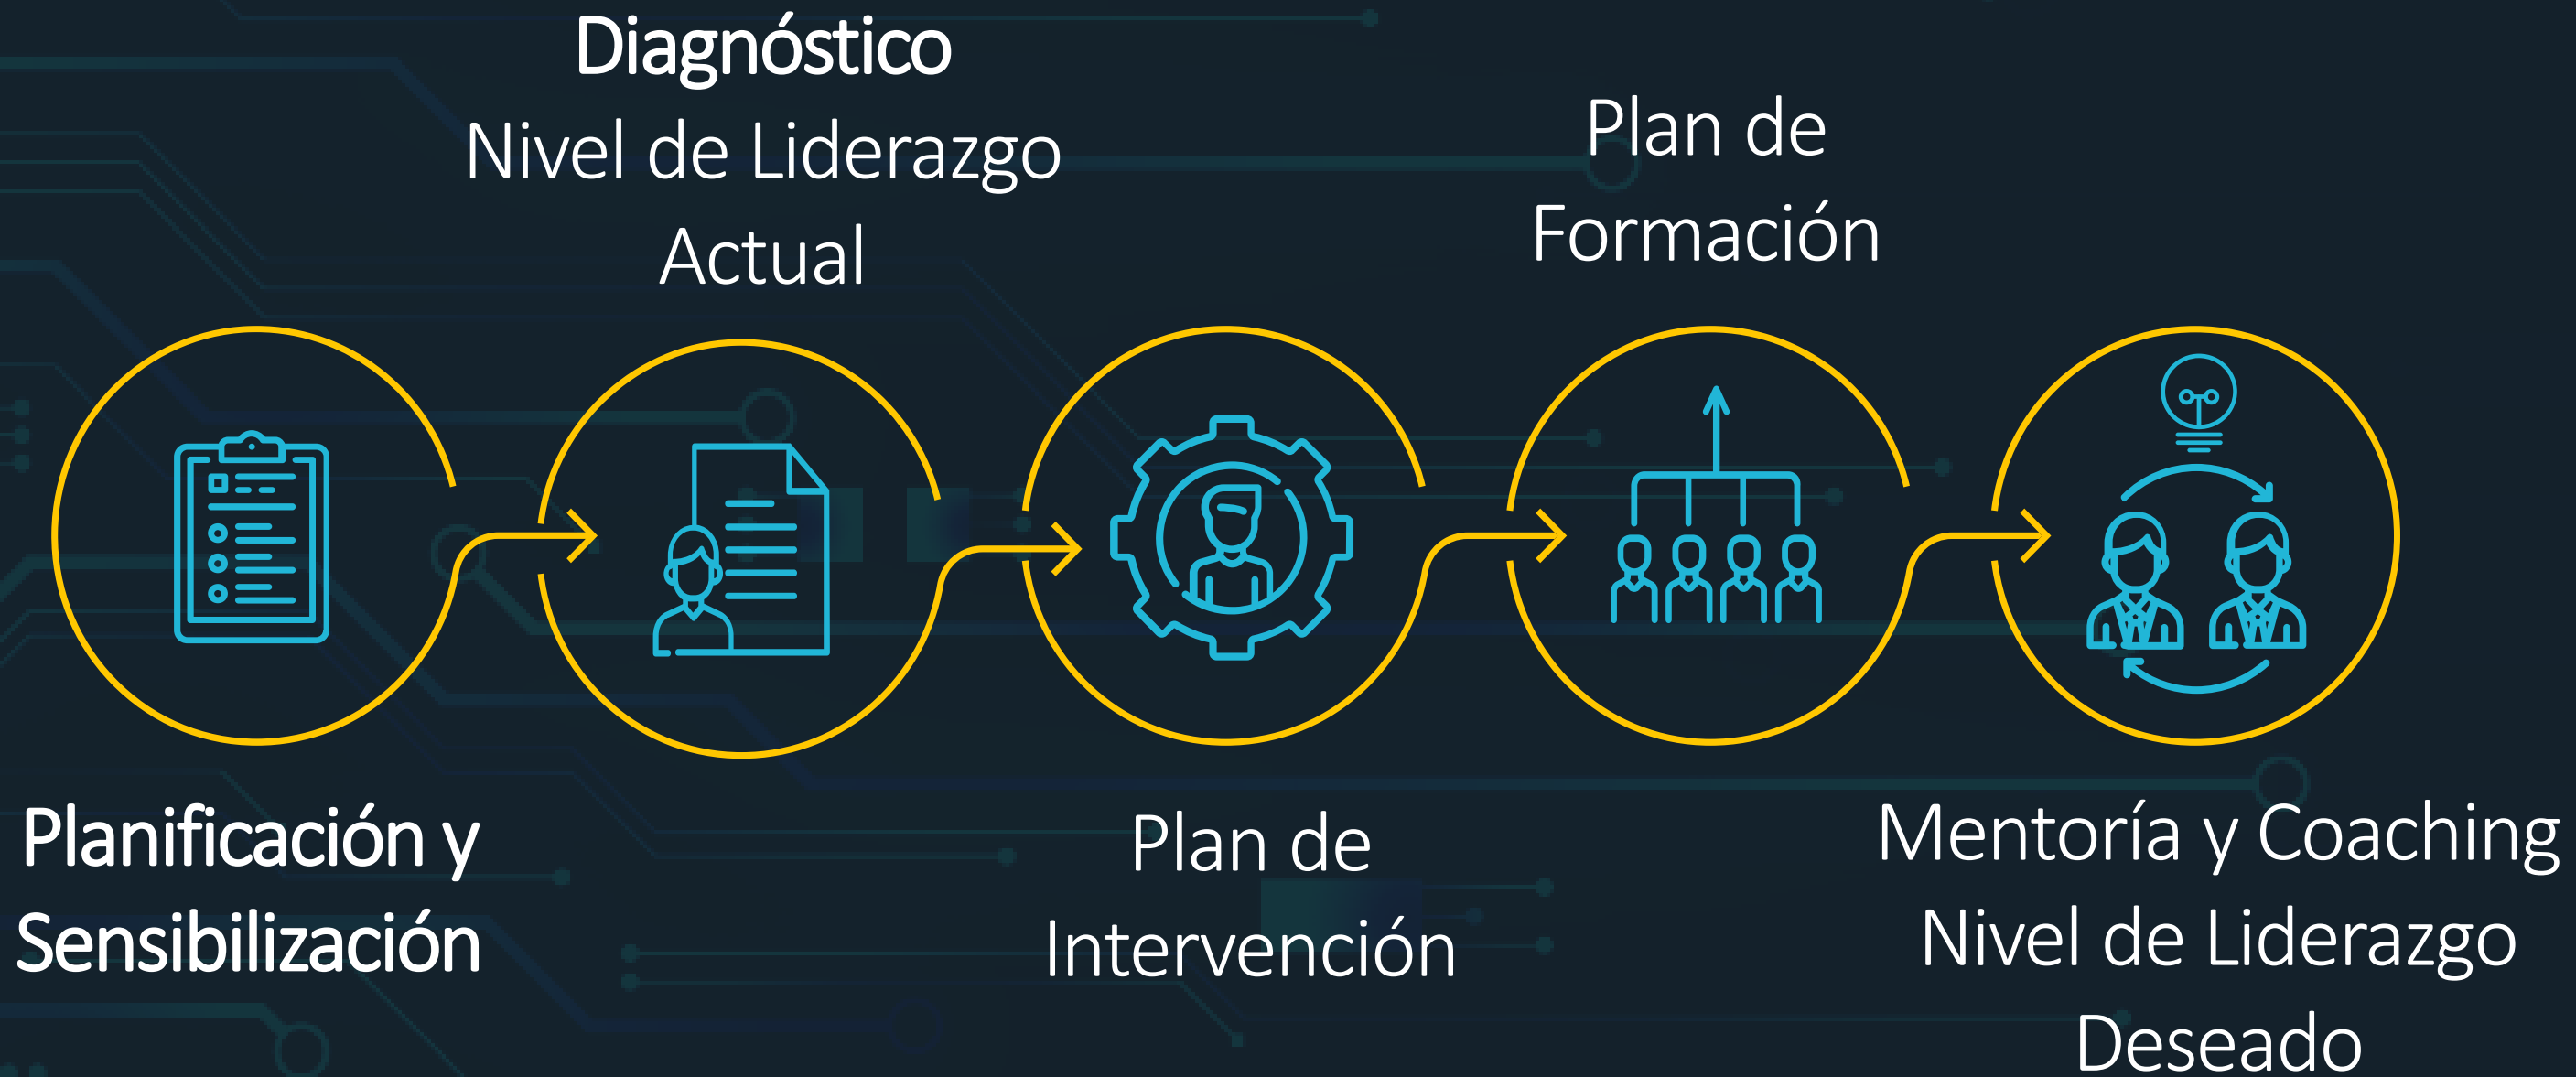 Diagnóstico
Nivel de Liderazgo
Actual
Plan de
Formación
Planificación y
Sensibilización
Plan de
Intervención
Mentoría y Coaching
Nivel de Liderazgo
Deseado